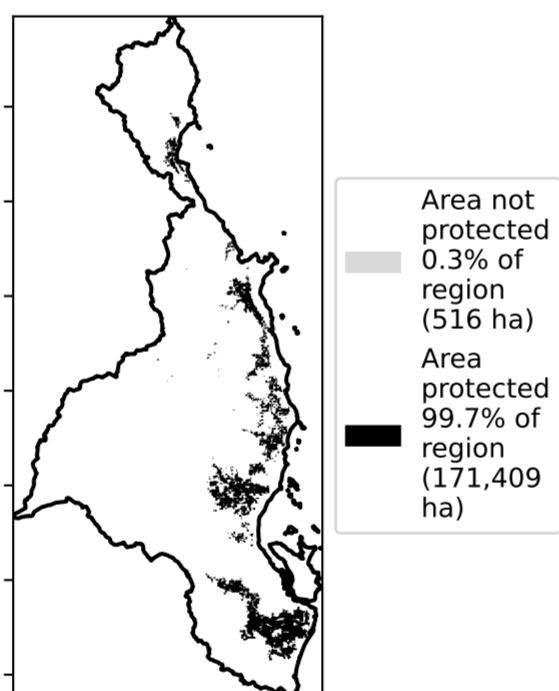 Area not
protected
0.3% of
region
(516 ha)
Area
protected
99.7% of
region
(171,409
ha)